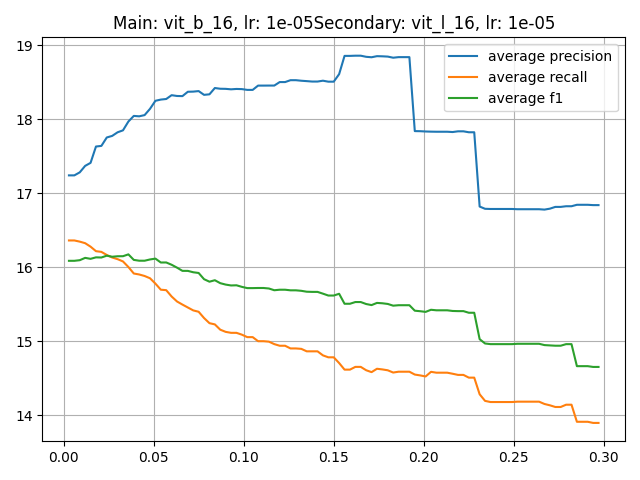 Main: vit_b_16, lr: 1e-05Secondary: vit_l_16, lr: 1e-05
average precision
average recall
average f1
19
18
17
16
15
14
0.00 0.05 0.10 0.15 0.20 0.25 0.30